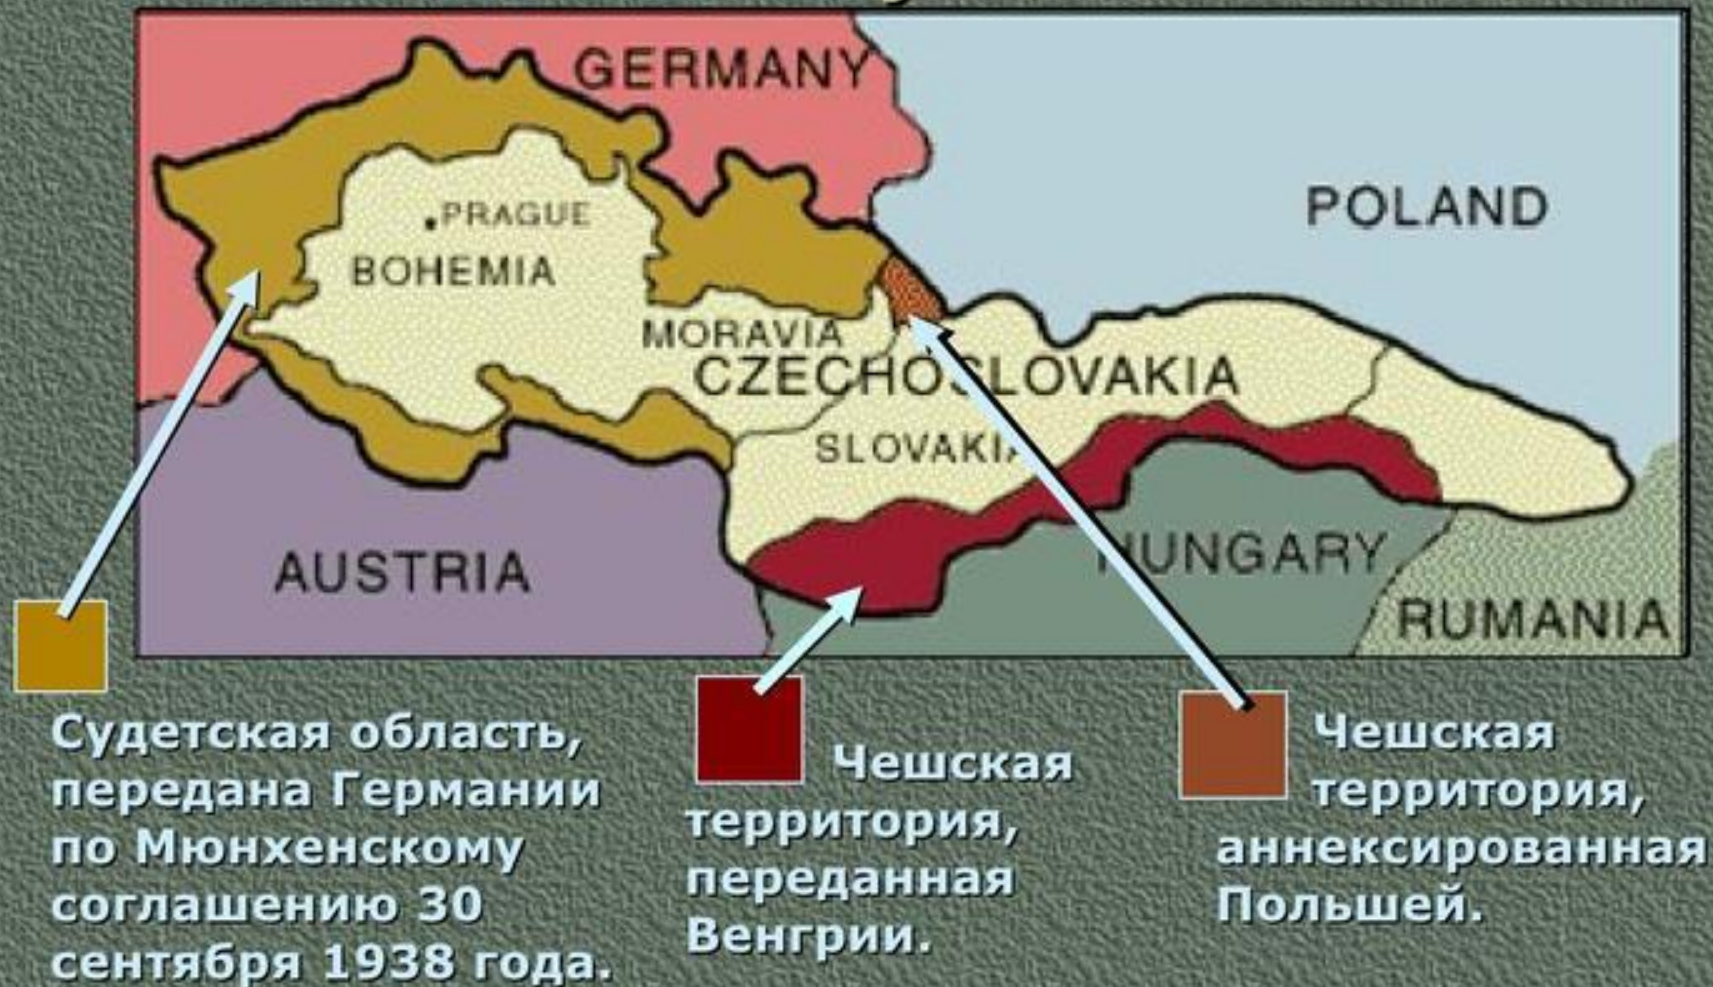 GERMANY
POLAND
PRAGUE
BOHEMIA
MORAVIA
CZECHOSLOVAKIA
SLOVAKIA
AUSTRIA
HUNGARY
RUMANIA
Судетская область,
передана Германии
по Мюнхенскому
соглашению 30
сентября 1938 года.
Чешская
территория,
переданная
Венгрии.
Чешская
территория,
аннексированная
Польшей.